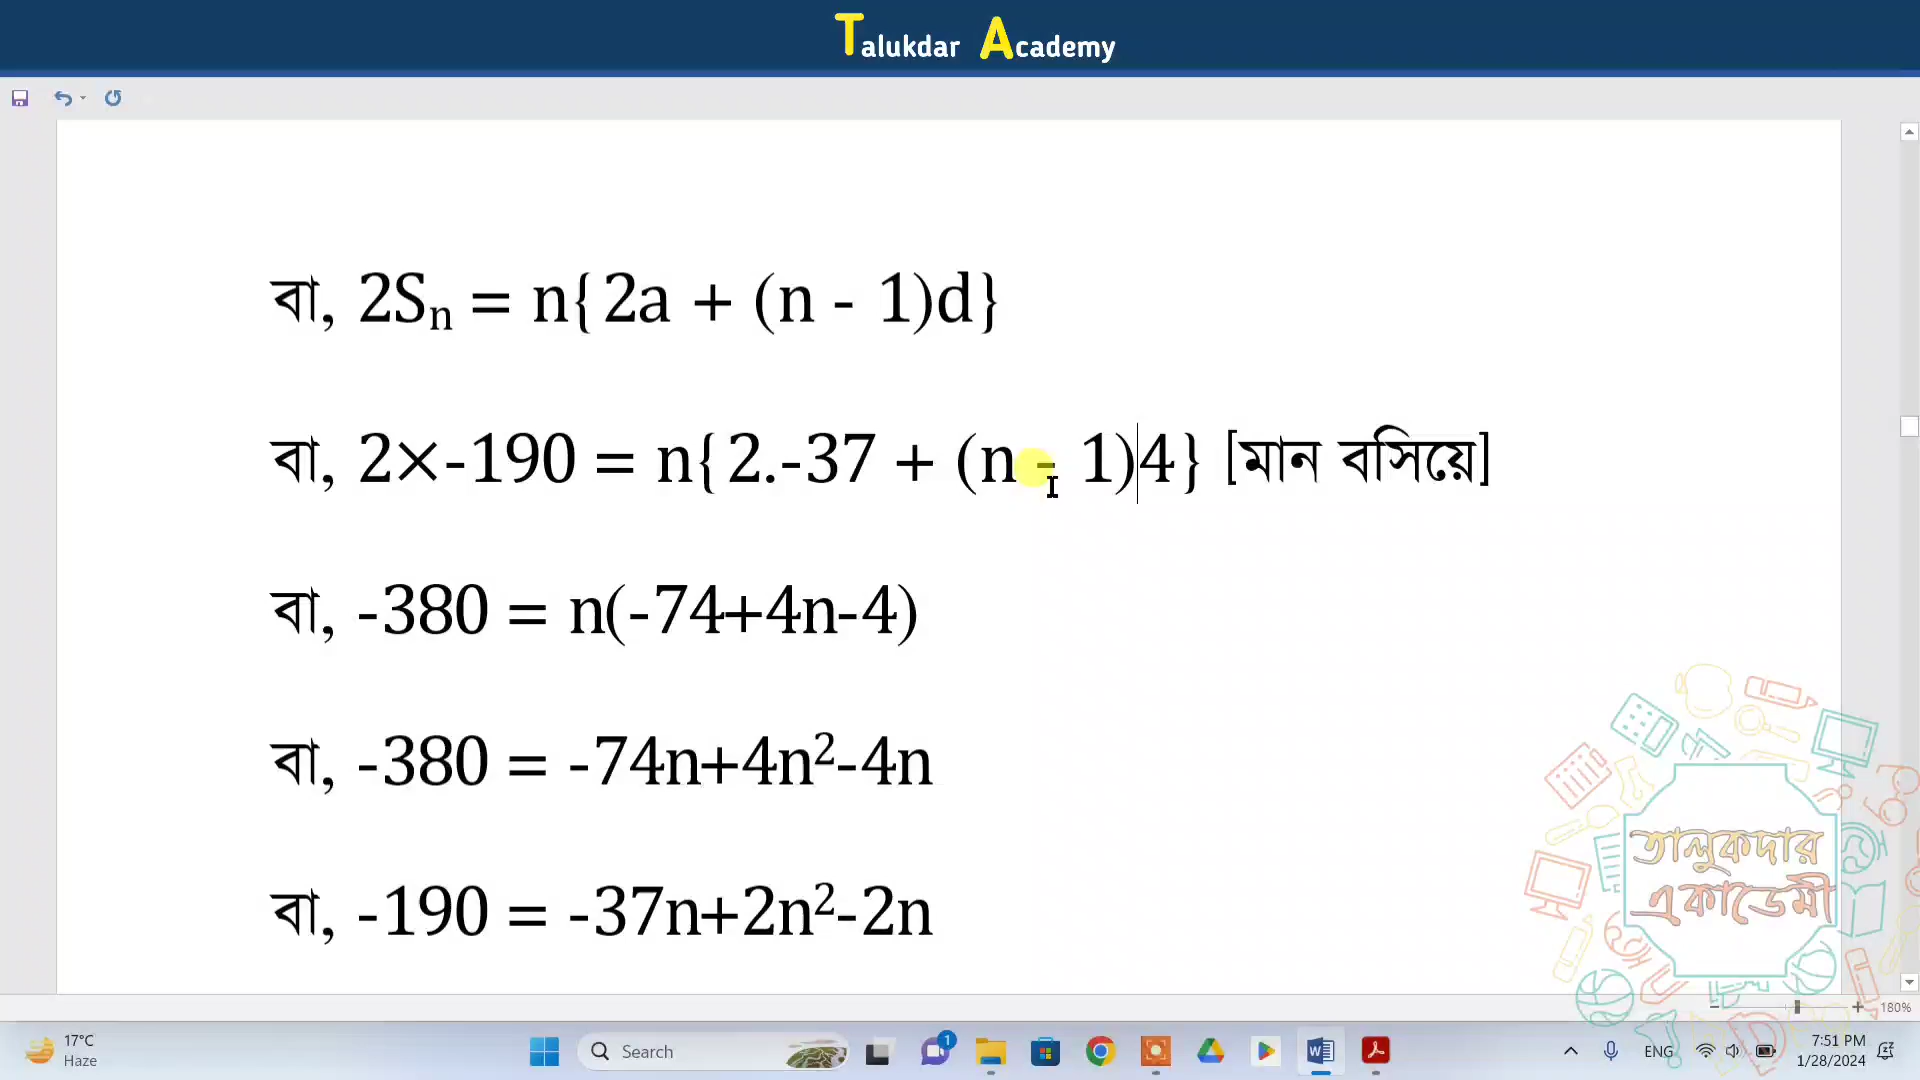 Talukdar Academy
বা, 2Sₙ = n{2a + (n - 1)d}
বা, 2×-190 = n{2.-37 + (n - 1)4} [মান বসিয়ে]
বা, -380 = n(-74+4n-4)
বা, -380 = -74n+4n²-4n
বা, -190 = -37n+2n²-2n
তালুকদার
একাডেমী
180%
17°C
Haze
Search
1
ENG
7:51 PM
1/28/2024